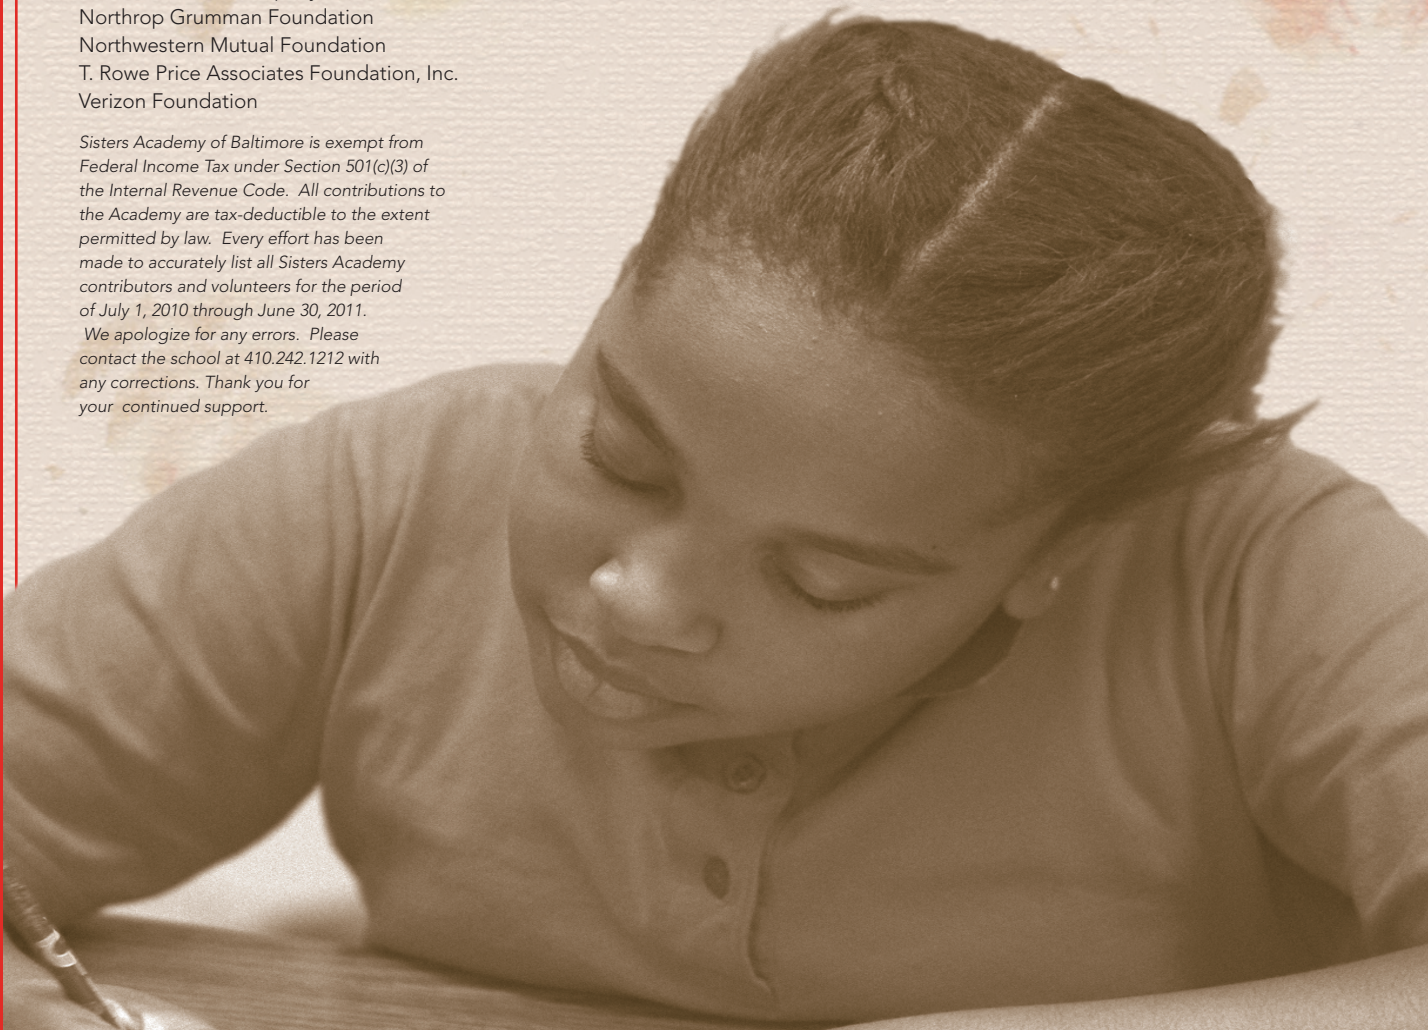 Northrop Grumman Foundation
Northwestern Mutual Foundation
T. Rowe Price Associates Foundation, Inc.
Verizon Foundation
Sisters Academy of Baltimore is exempt from
Federal Income Tax under Section 501(c)(3) of
the Internal Revenue Code.  All contributions to
the Academy are tax-deductible to the extent
permitted by law.  Every effort has been
made to accurately list all Sisters Academy
contributors and volunteers for the period
of July 1, 2010 through June 30, 2011.
We apologize for any errors.  Please
contact the school at 410.242.1212 with
any corrections. Thank you for
your  continued support.